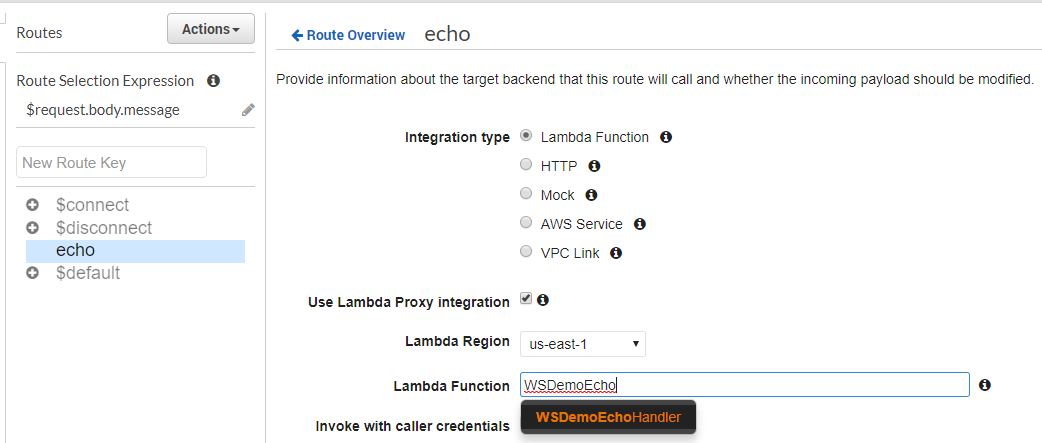 Routes
Actions
Route Selection Expression
$request.body.message
New Route Key
$connect
$disconnect
echo
$default
Route Overview echo
Provide information about the target backend that this route will call and whether the incoming payload should be modified.
Integration type Lambda Function
HTTP
Mock
AWS Service
VPC Link
Use Lambda Proxy integration
Lambda Region us-east-1
Lambda Function WSDemoEcho
WSDemoEchoHandler
Invoke with caller credentials